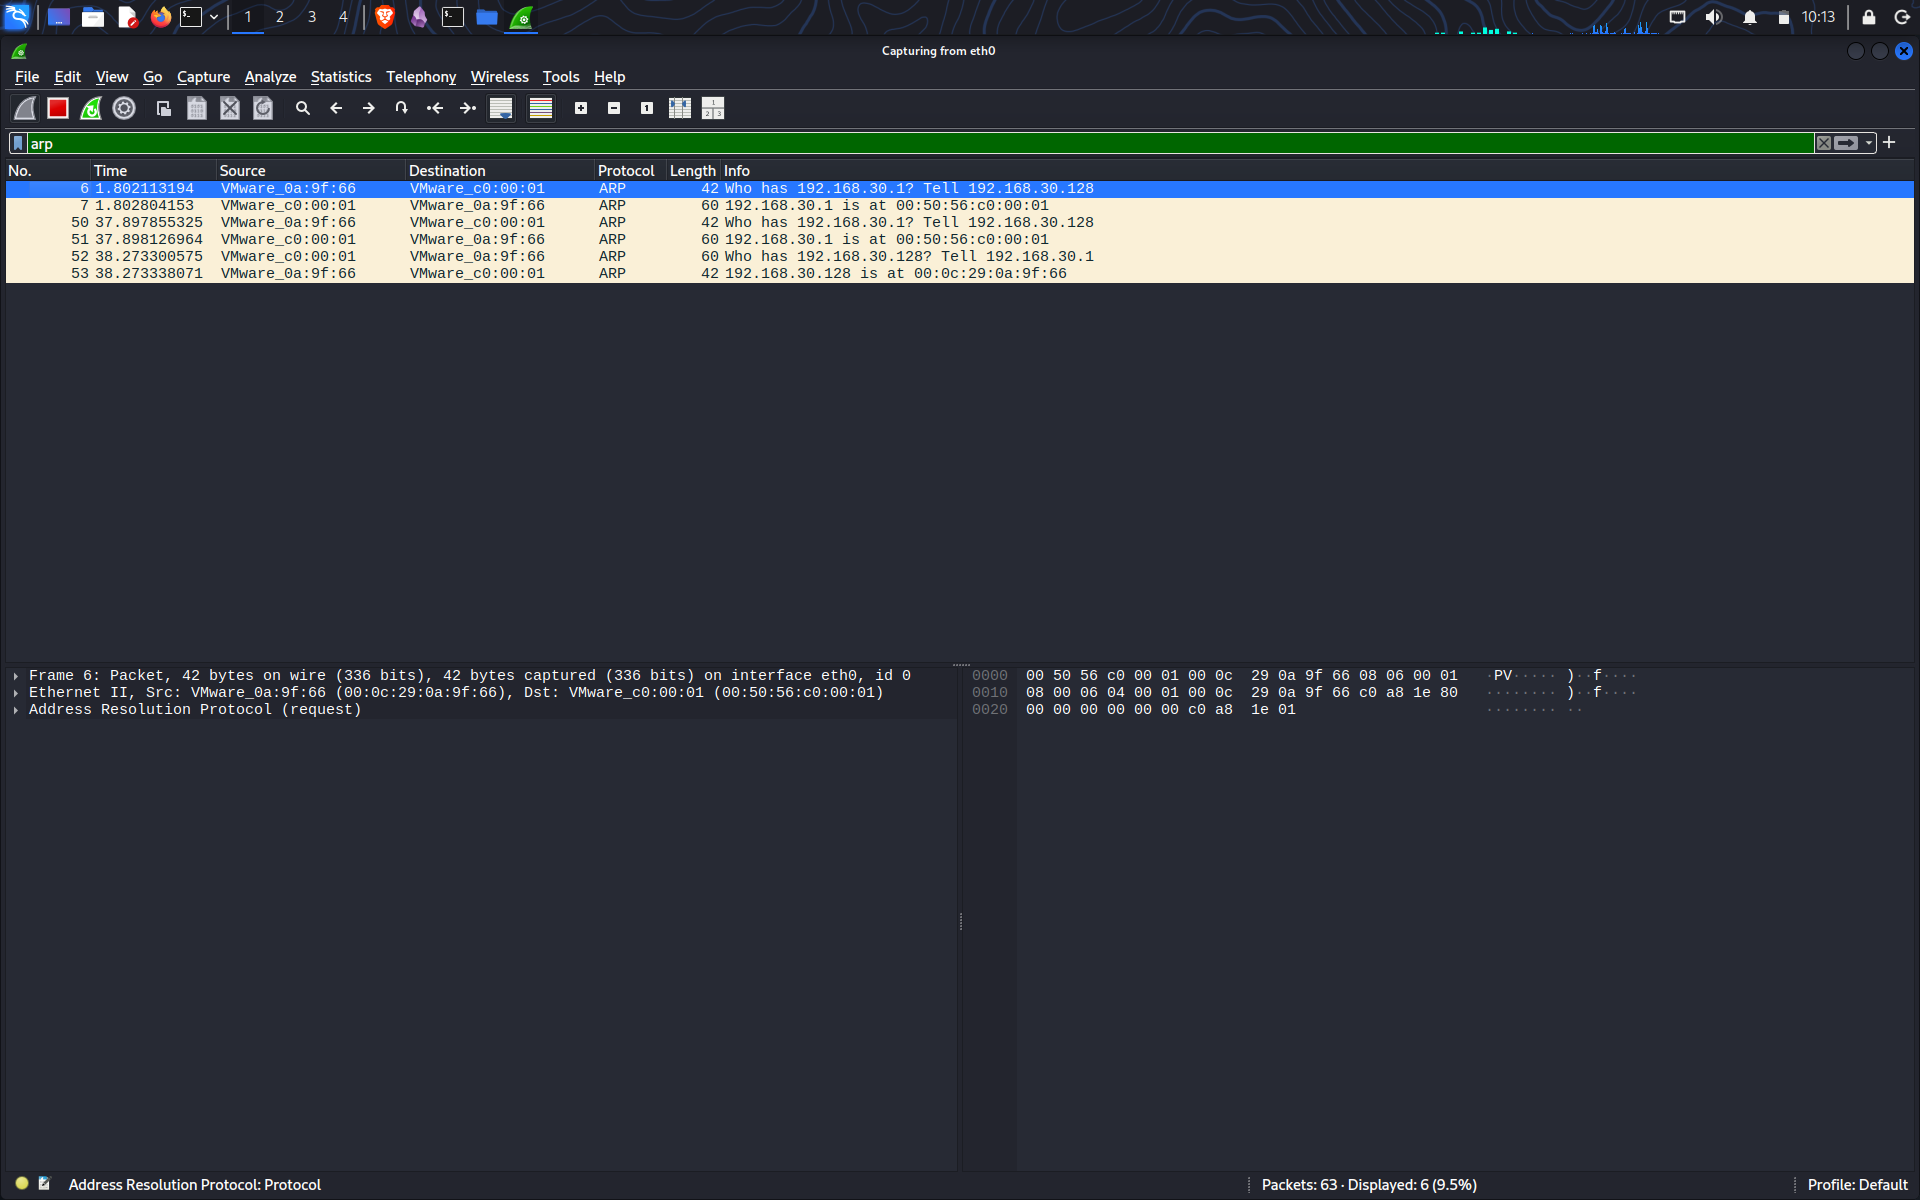 1 2 3 4 10:13
Capturing from eth0
File Edit View Go Capture Analyze Statistics Telephony Wireless Tools Help
arp
No. Time Source Destination Protocol Length Info
6 1.802113194 VMware_0a:9f:66 VMware_c0:00:01 ARP 42 Who has 192.168.30.1? Tell 192.168.30.128
7 1.802804153 VMware_c0:00:01 VMware_0a:9f:66 ARP 60 192.168.30.1 is at 00:50:56:c0:00:01
50 37.897855325 VMware_0a:9f:66 VMware_c0:00:01 ARP 42 Who has 192.168.30.1? Tell 192.168.30.128
51 37.898126964 VMware_c0:00:01 VMware_0a:9f:66 ARP 60 192.168.30.1 is at 00:50:56:c0:00:01
52 38.273300575 VMware_c0:00:01 VMware_0a:9f:66 ARP 60 Who has 192.168.30.128? Tell 192.168.30.1
53 38.273338071 VMware_0a:9f:66 VMware_c0:00:01 ARP 42 192.168.30.128 is at 00:0c:29:0a:9f:66
Frame 6: Packet, 42 bytes on wire (336 bits), 42 bytes captured (336 bits) on interface eth0, id 0
Ethernet II, Src: VMware_0a:9f:66 (00:0c:29:0a:9f:66), Dst: VMware_c0:00:01 (00:50:56:c0:00:01)
Address Resolution Protocol (request)
0000 00 50 56 c0 00 01 00 0c 29 0a 9f 66 08 06 00 01 ·PV····· )··f····
0010 08 00 06 04 00 01 00 0c 29 0a 9f 66 c0 a8 1e 80 ········ )··f····
0020 00 00 00 00 00 00 c0 a8 1e 01 ········ ··
Address Resolution Protocol: Protocol
Packets: 63 · Displayed: 6 (9.5%)
Profile: Default